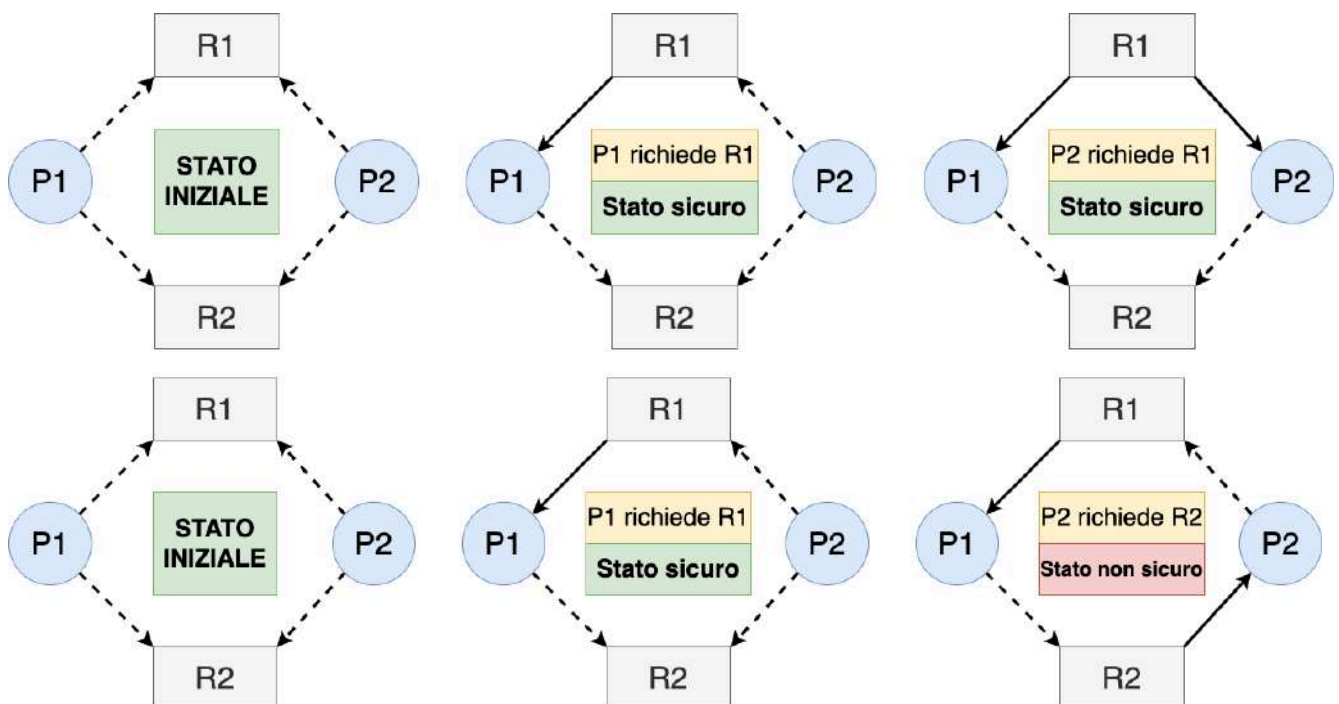 R1
P1
STATO
INIZIALE
P2
R2
R1
P1
P1 richiede R1
Stato sicuro
P2
R2
R1
P1
P2 richiede R1
Stato sicuro
P2
R2
R1
P1
STATO
INIZIALE
P2
R2
R1
P1
P1 richiede R1
Stato sicuro
P2
R2
R1
P1
P2 richiede R2
Stato non sicuro
P2
R2